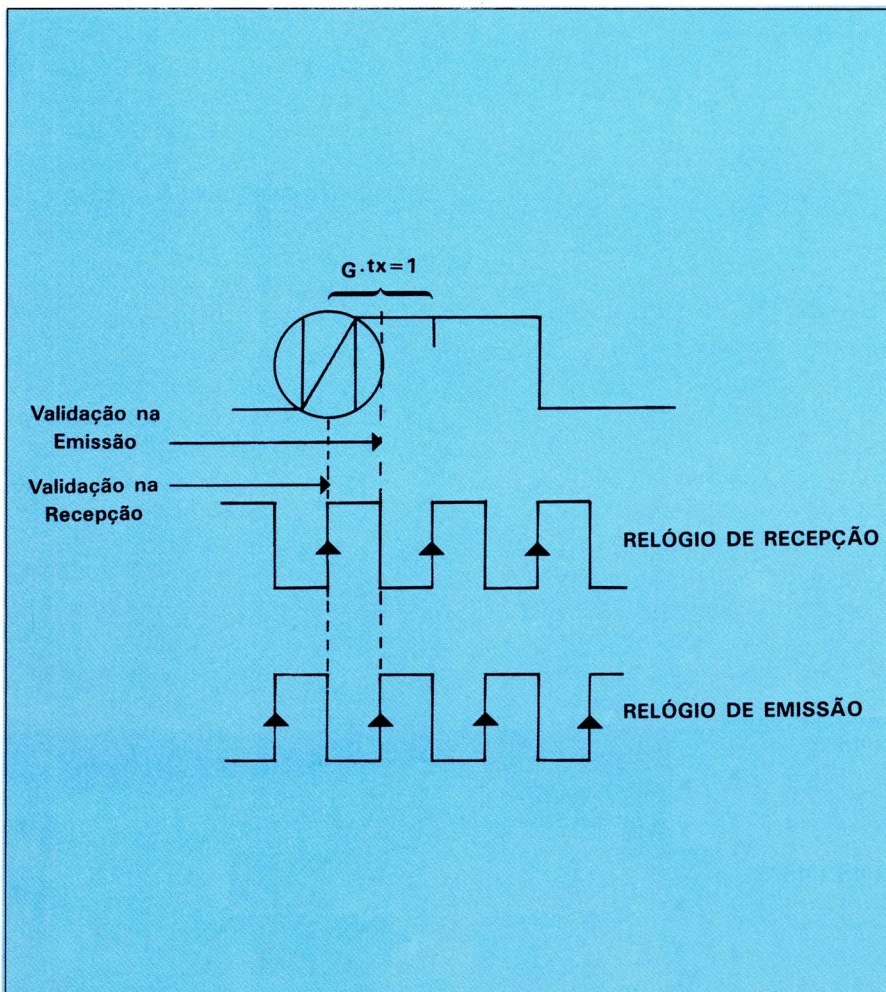 G.tx=1
Validação na
Emissão
Validação na
Recepção
RELÓGIO DE RECEPÇÃO
RELÓGIO DE EMISSÃO